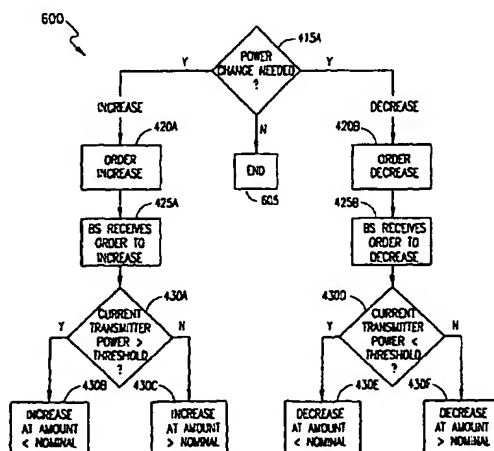 600
415A
POWER
CHANGE NEEDED
?
Y
Y
INCREASE
DECREASE
N
420A
420B
ORDER
INCREASE
END
ORDER
DECREASE
605
425A
425B
BS RECEIVES
ORDER TO
INCREASE
BS RECEIVES
ORDER TO
DECREASE
430A
430D
CURRENT
TRANSMITTER
POWER >
THRESHOLD
?
Y
N
CURRENT
TRANSMITTER
POWER <
THRESHOLD
?
Y
N
430B
430C
430E
430F
INCREASE
AT AMOUNT
< NOMINAL
INCREASE
AT AMOUNT
> NOMINAL
DECREASE
AT AMOUNT
< NOMINAL
DECREASE
AT AMOUNT
> NOMINAL